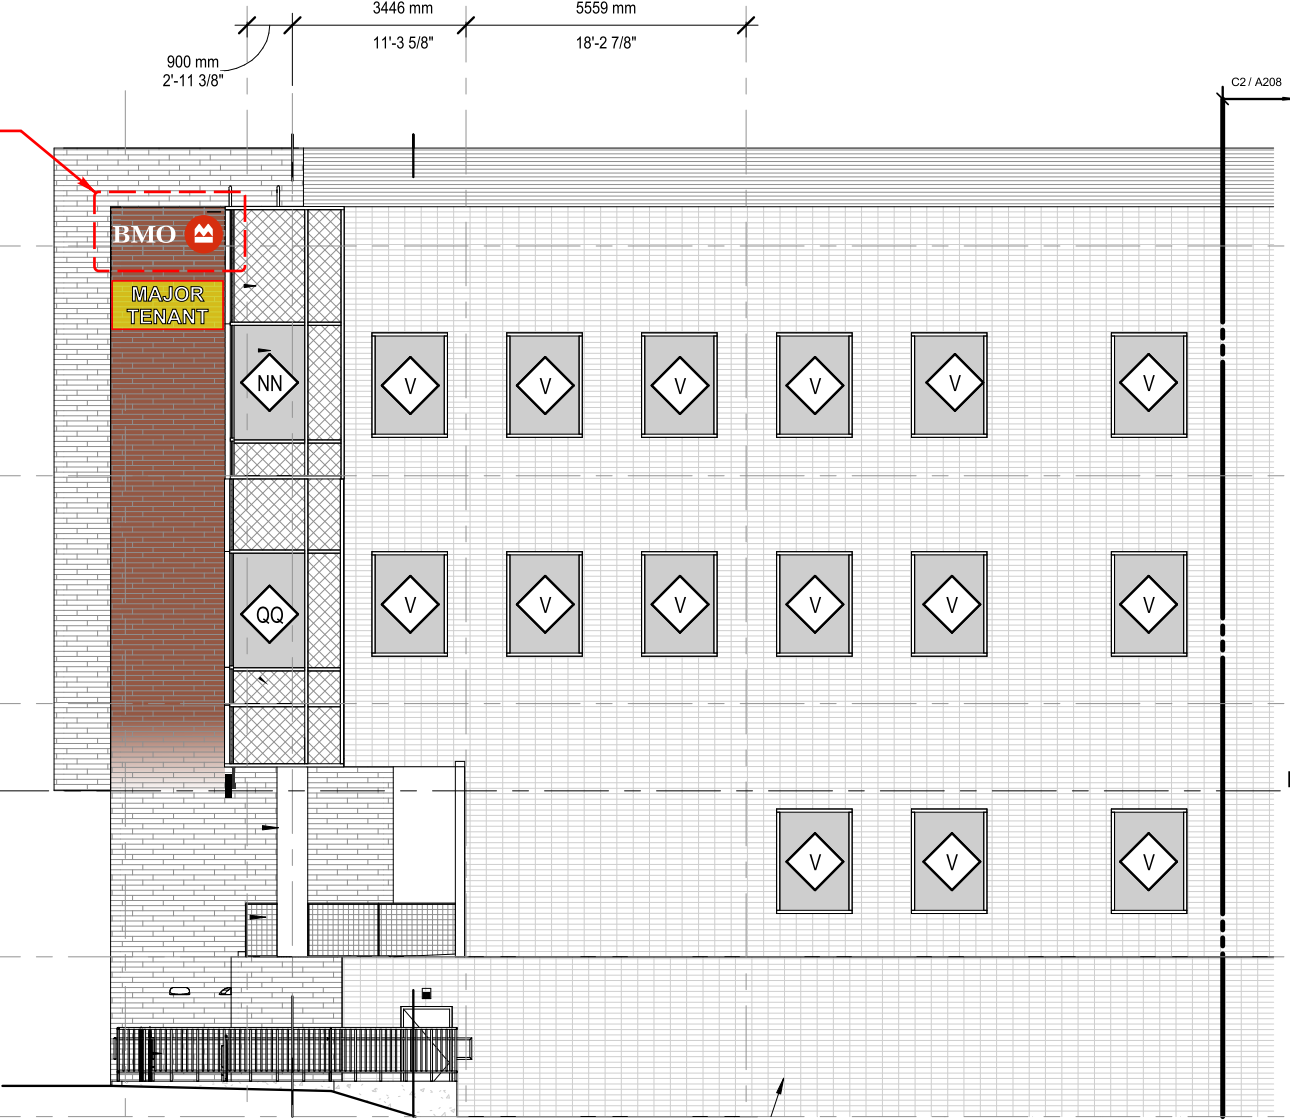 3446 mm
5559 mm
11'-3 5/8"
18'-2 7/8"
900 mm
2'-11 3/8"
C2 / A208
BMO
MAJOR
TENANT
NN
V
V
V
V
V
V
QQ
V
V
V
V
V
V
V
V
V